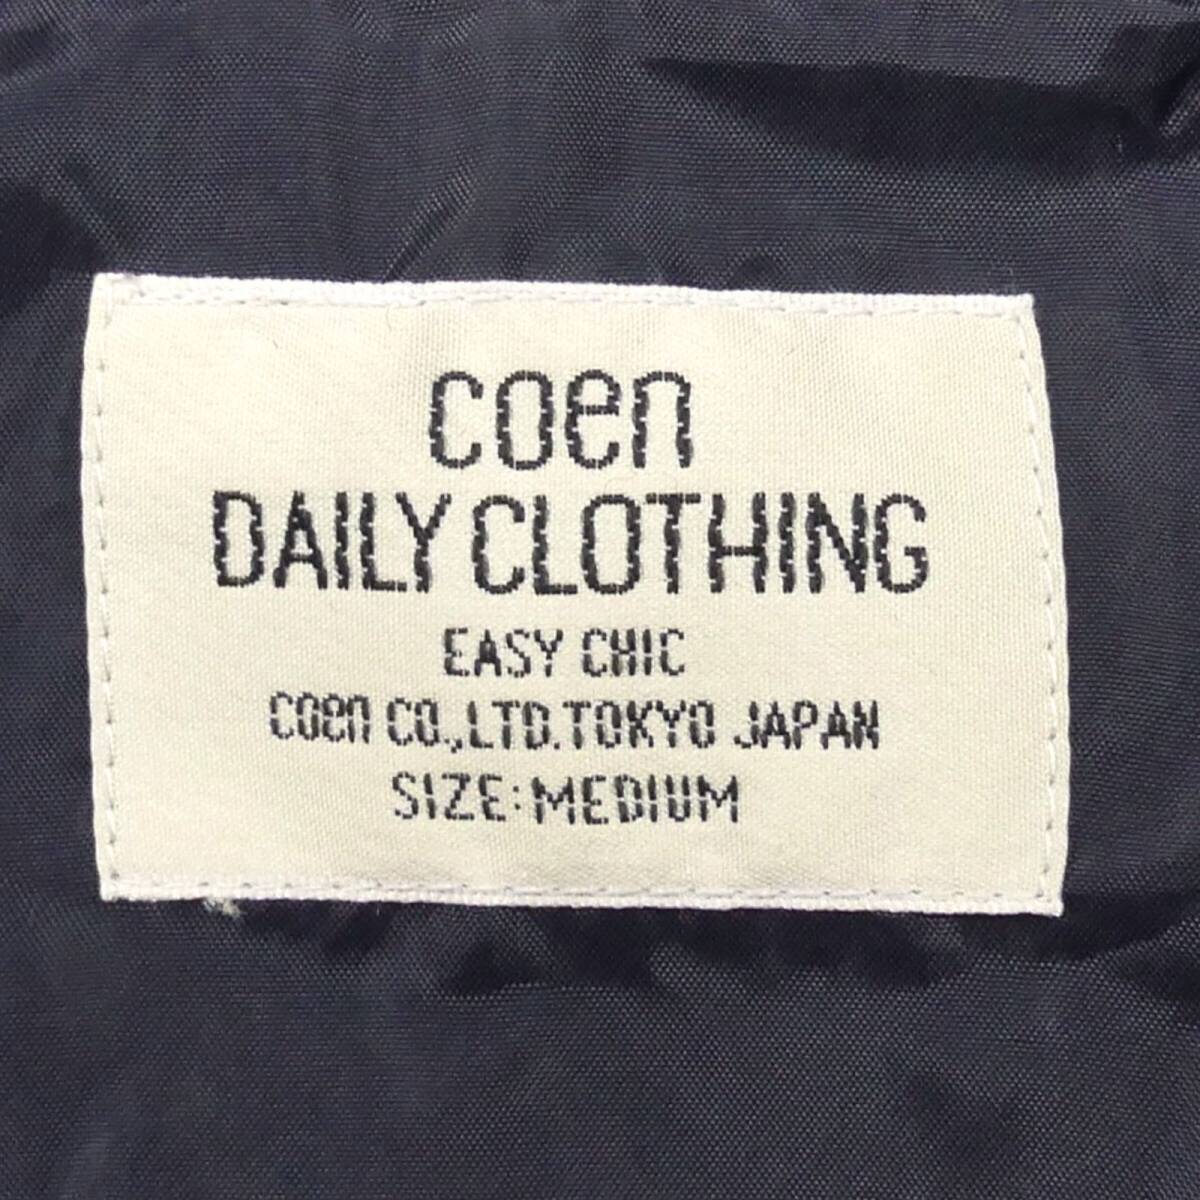 coen
DAILY CLOTHING
EASY CHIC
coen CO.,LTD.TOKYO JAPAN
SIZE:MEDIUM